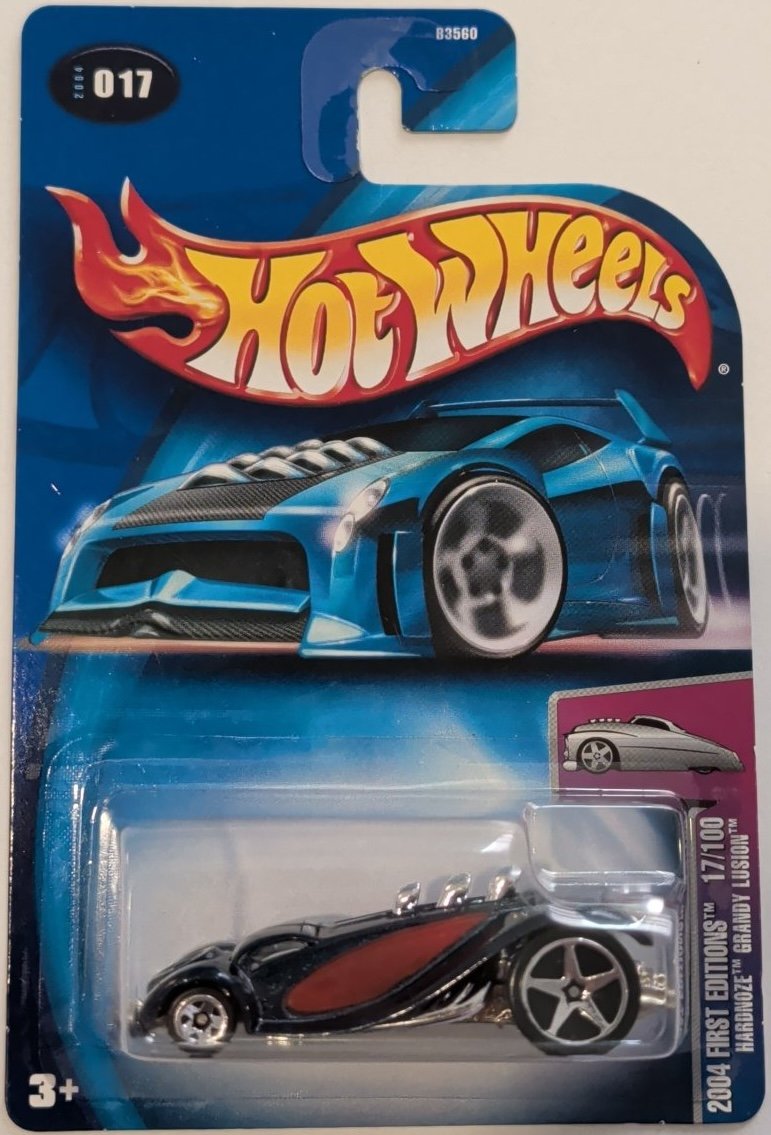 B3560
2004 017
HOT WHEELS
®
2004 FIRST EDITIONS™ 17/100
HARDNOZE™ GRANDY LUSION™
3+